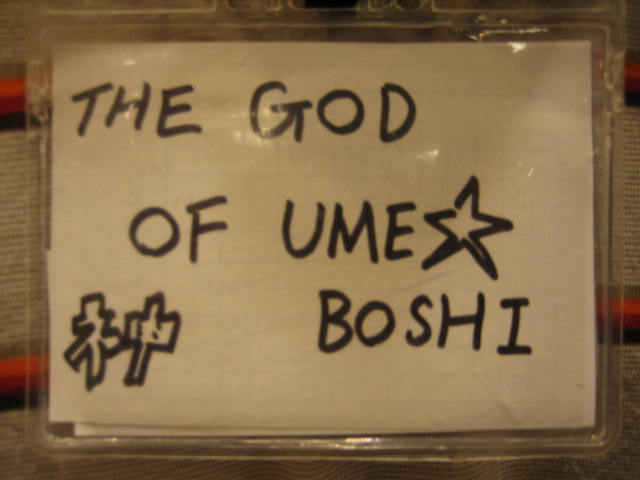 THE GOD
OF UME☆
神 BOSHI